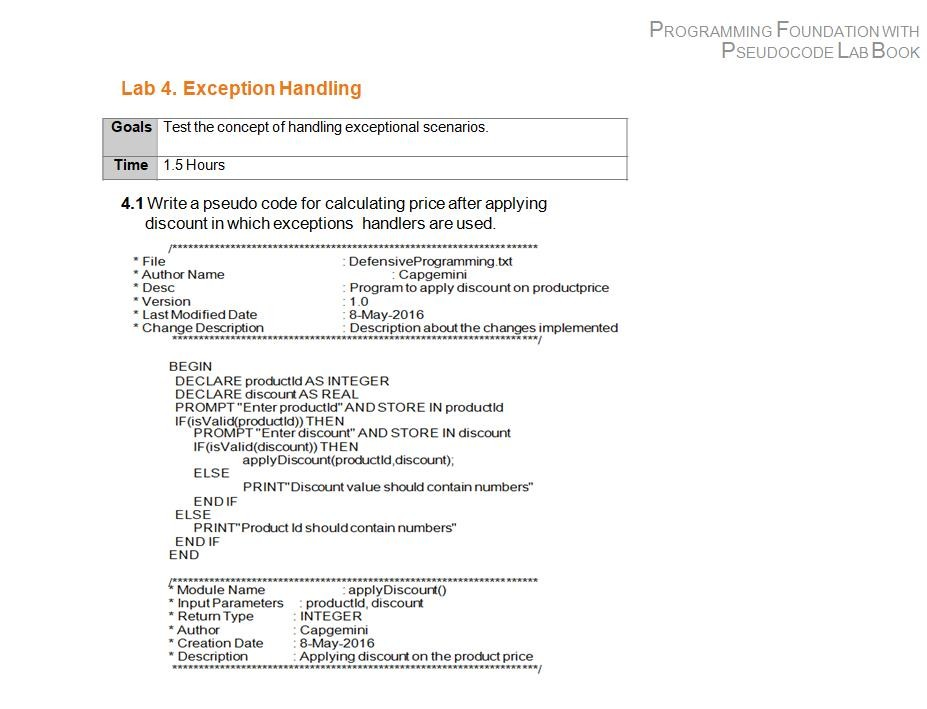 PROGRAMMING FOUNDATION WITH
PSEUDOCODE LAB BOOK
Lab 4. Exception Handling
Goals Test the concept of handling exceptional scenarios.
Time 1.5 Hours
4.1 Write a pseudo code for calculating price after applying
discount in which exceptions handlers are used.
/**************************************************************************
* File : DefensiveProgramming.txt
* Author Name : Capgemini
* Desc : Program to apply discount on productprice
* Version : 1.0
* Last Modified Date : 8-May-2016
* Change Description : Description about the changes implemented
**************************************************************************/
BEGIN
DECLARE productId AS INTEGER
DECLARE discount AS REAL
PROMPT "Enter productId" AND STORE IN productId
IF(isValid(productId)) THEN
PROMPT "Enter discount" AND STORE IN discount
IF(isValid(discount)) THEN
applyDiscount(productId,discount);
ELSE
PRINT"Discount value should contain numbers"
END IF
ELSE
PRINT"Product Id should contain numbers"
END IF
END
/**************************************************************************
* Module Name : applyDiscount()
* Input Parameters : productId, discount
* Return Type : INTEGER
* Author : Capgemini
* Creation Date : 8-May-2016
* Description : Applying discount on the product price
**************************************************************************/